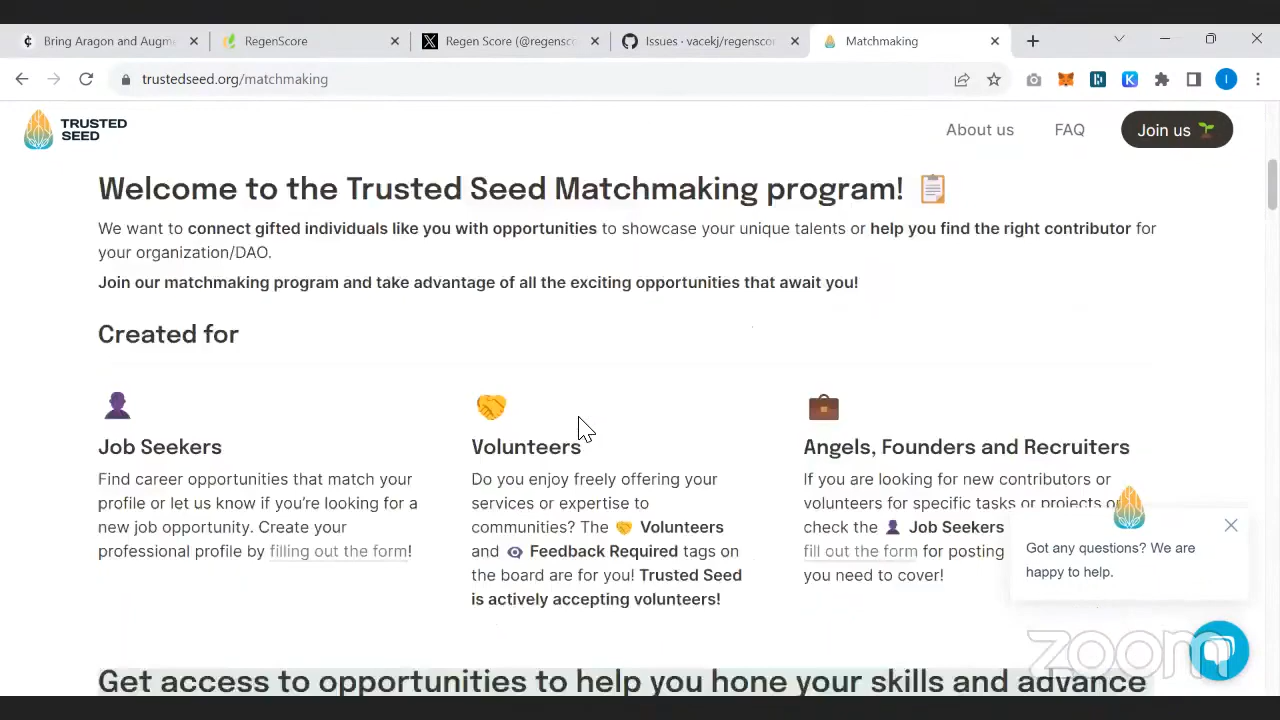 Bring Aragon and Augme
RegenScore
Regen Score (@regensco
Issues · vacekj/regensco
Matchmaking
trustedseed.org/matchmaking
I
TRUSTED
SEED
About us
FAQ
Join us
Welcome to the Trusted Seed Matchmaking program!
We want to connect gifted individuals like you with opportunities to showcase your unique talents or help you find the right contributor for
your organization/DAO.
Join our matchmaking program and take advantage of all the exciting opportunities that await you!
Created for
Job Seekers
Find career opportunities that match your
profile or let us know if you're looking for a
new job opportunity. Create your
professional profile by filling out the form!
Volunteers
Do you enjoy freely offering your
services or expertise to
communities? The Volunteers
and Feedback Required tags on
the board are for you! Trusted Seed
is actively accepting volunteers!
Angels, Founders and Recruiters
If you are looking for new contributors or
volunteers for specific tasks or projects or
check the Job Seekers
fill out the form for posting
you need to cover!
Got any questions? We are
happy to help.
zoom
Get access to opportunities to help you hone your skills and advance